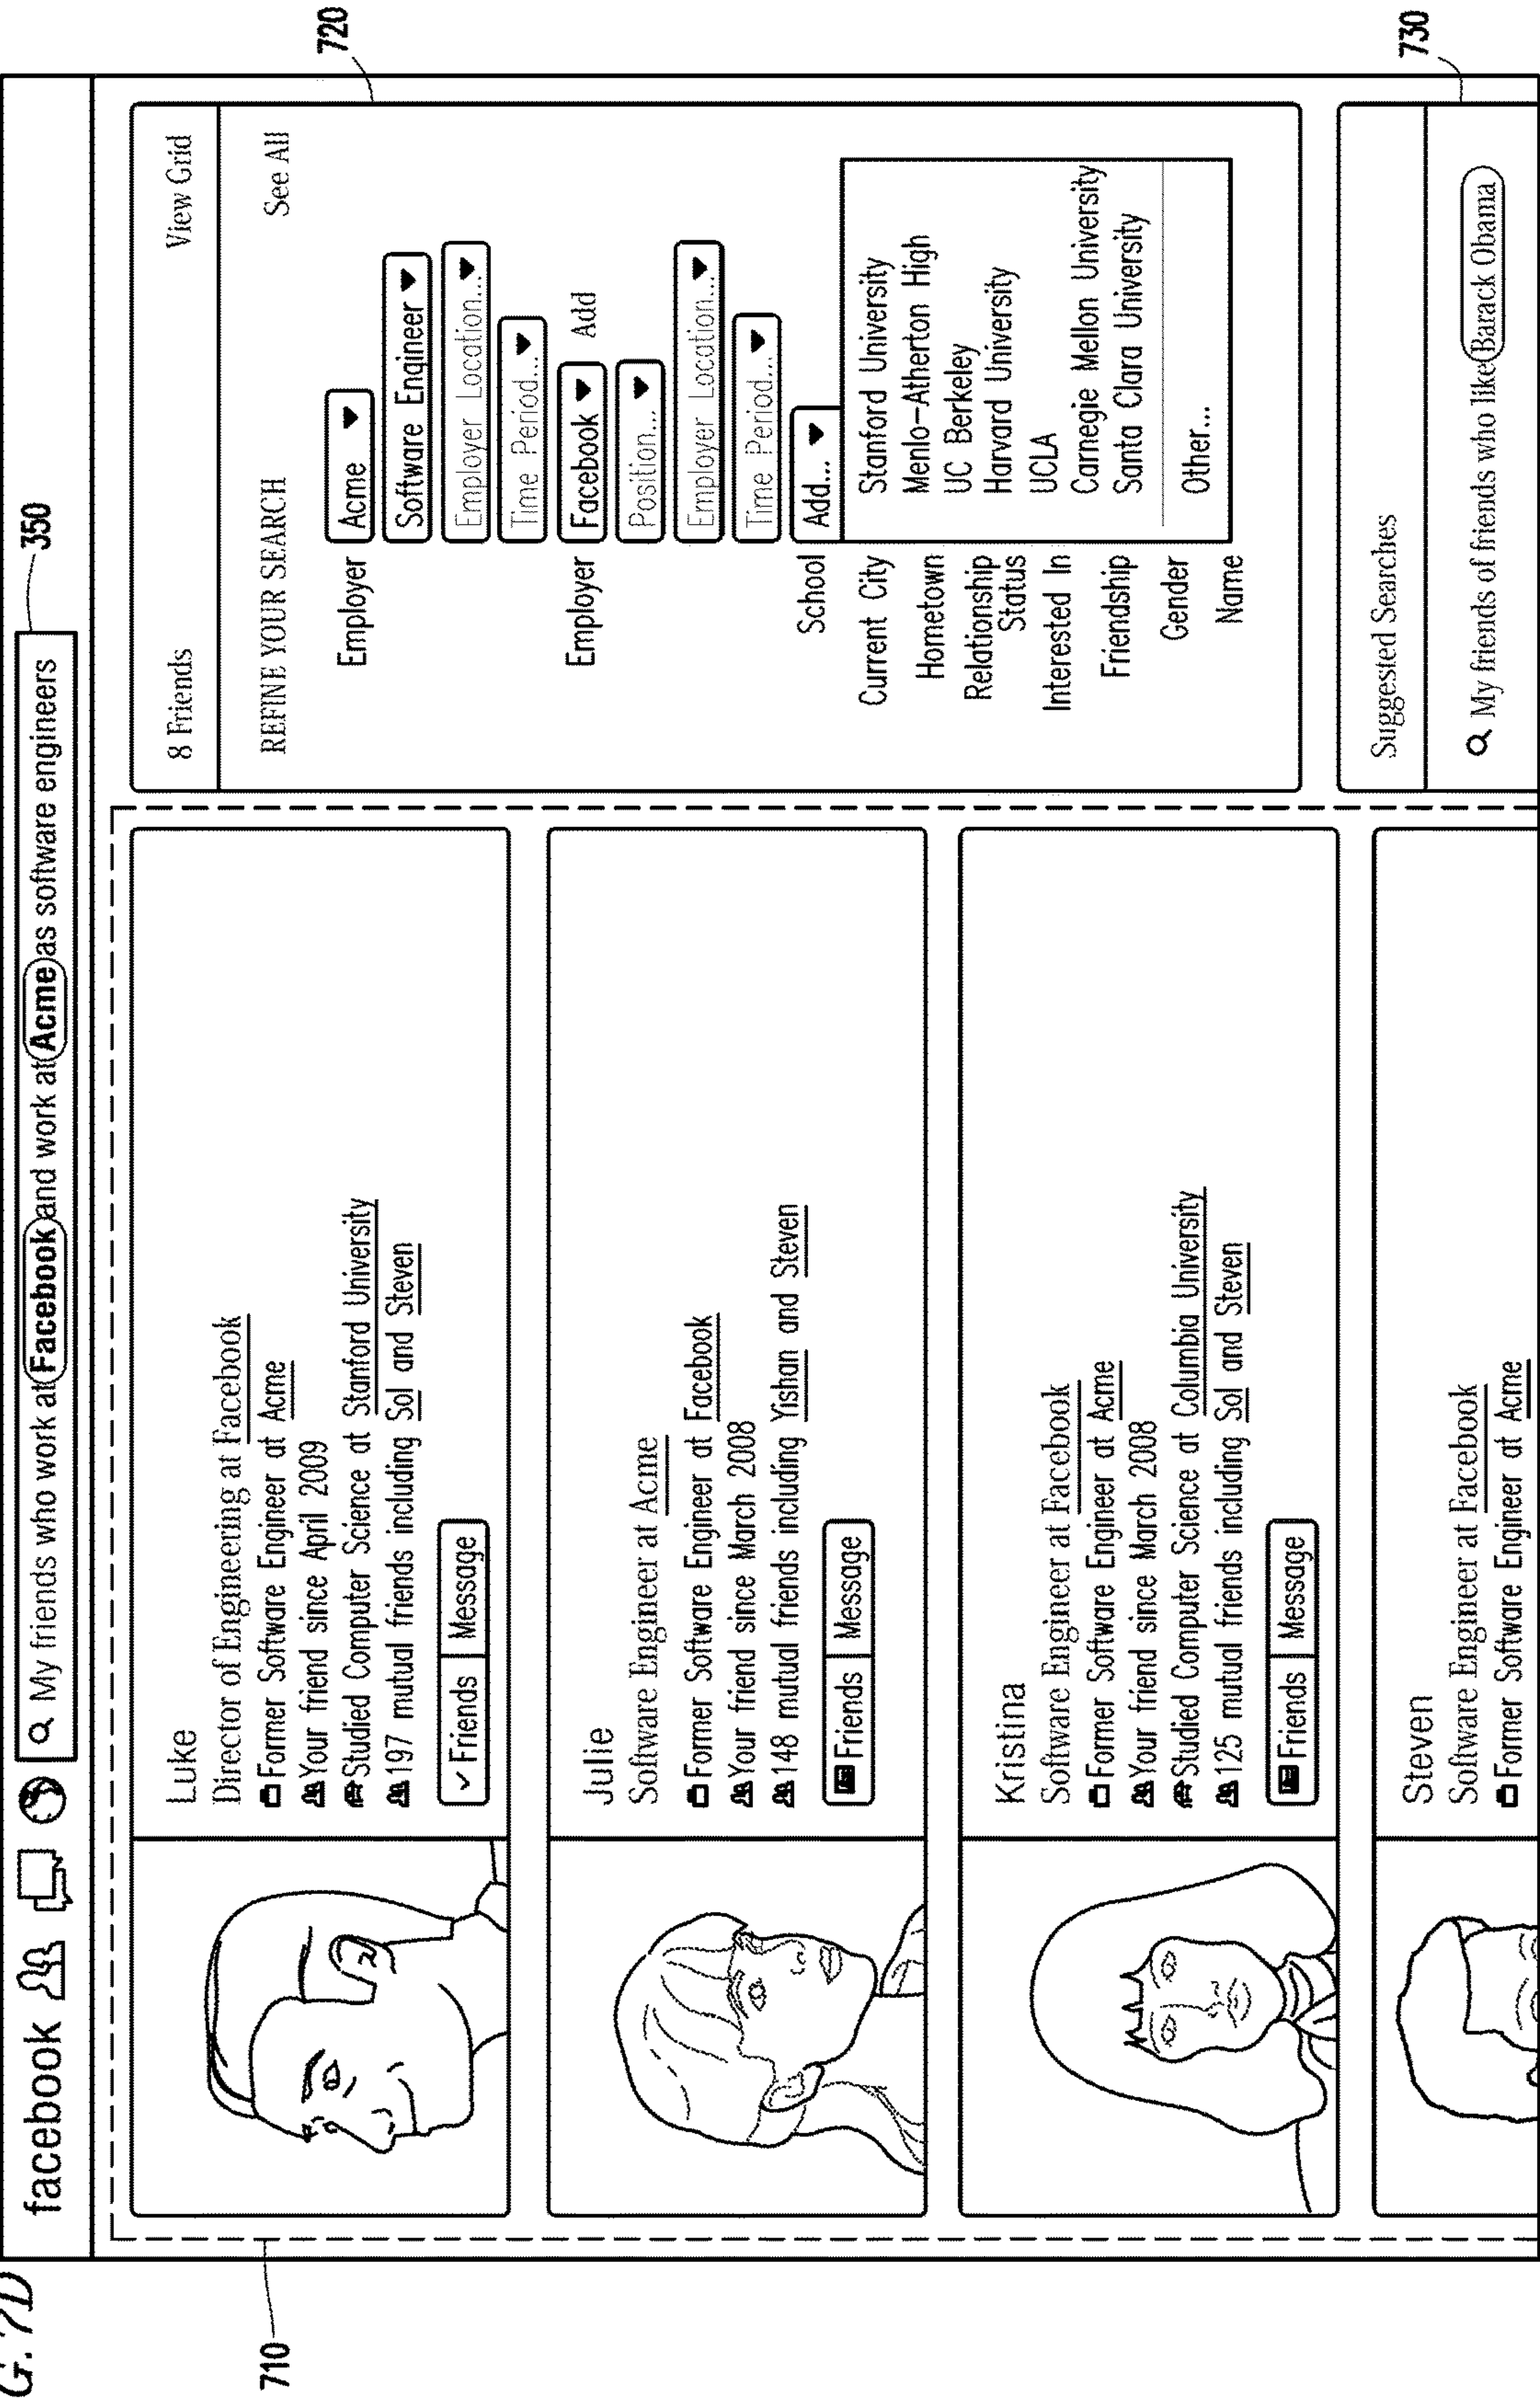 G. 7D
facebook
My friends who work at Facebook and work at Acme as software engineers
350
710
Luke
Director of Engineering at Facebook
Former Software Engineer at Acme
Your friend since April 2009
Studied Computer Science at Stanford University
197 mutual friends including Sol and Steven
✓ Friends | Message
Julie
Software Engineer at Acme
Former Software Engineer at Facebook
Your friend since March 2008
148 mutual friends including Yishan and Steven
Friends | Message
Kristina
Software Engineer at Facebook
Former Software Engineer at Acme
Your friend since March 2008
Studied Computer Science at Columbia University
125 mutual friends including Sol and Steven
Friends | Message
Steven
Software Engineer at Facebook
Former Software Engineer at Acme
720
8 Friends View Grid
REFINE YOUR SEARCH See All
Employer Acme
Software Engineer
Employer Location...
Time Period...
Employer Facebook Add
Position...
Employer Location...
Time Period...
School Add...
Stanford University
Menlo-Atherton High
UC Berkeley
Harvard University
UCLA
Carnegie Mellon University
Santa Clara University
Other...
Current City
Hometown
Relationship
Status
Interested In
Friendship
Gender
Name
730
Suggested Searches
My friends of friends who like Barack Obama